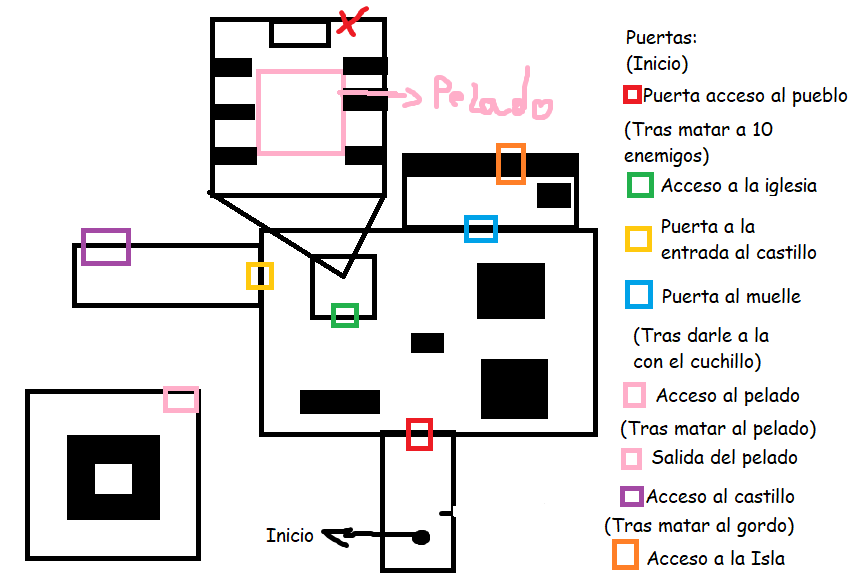 Puertas:
(Inicio)
Puerta acceso al pueblo
(Tras matar a 10
enemigos)
Acceso a la iglesia
Puerta a la
entrada al castillo
Puerta al muelle
(Tras darle a la
con el cuchillo)
Acceso al pelado
(Tras matar al pelado)
Salida del pelado
Acceso al castillo
(Tras matar al gordo)
Acceso a la Isla
Pelado
Inicio